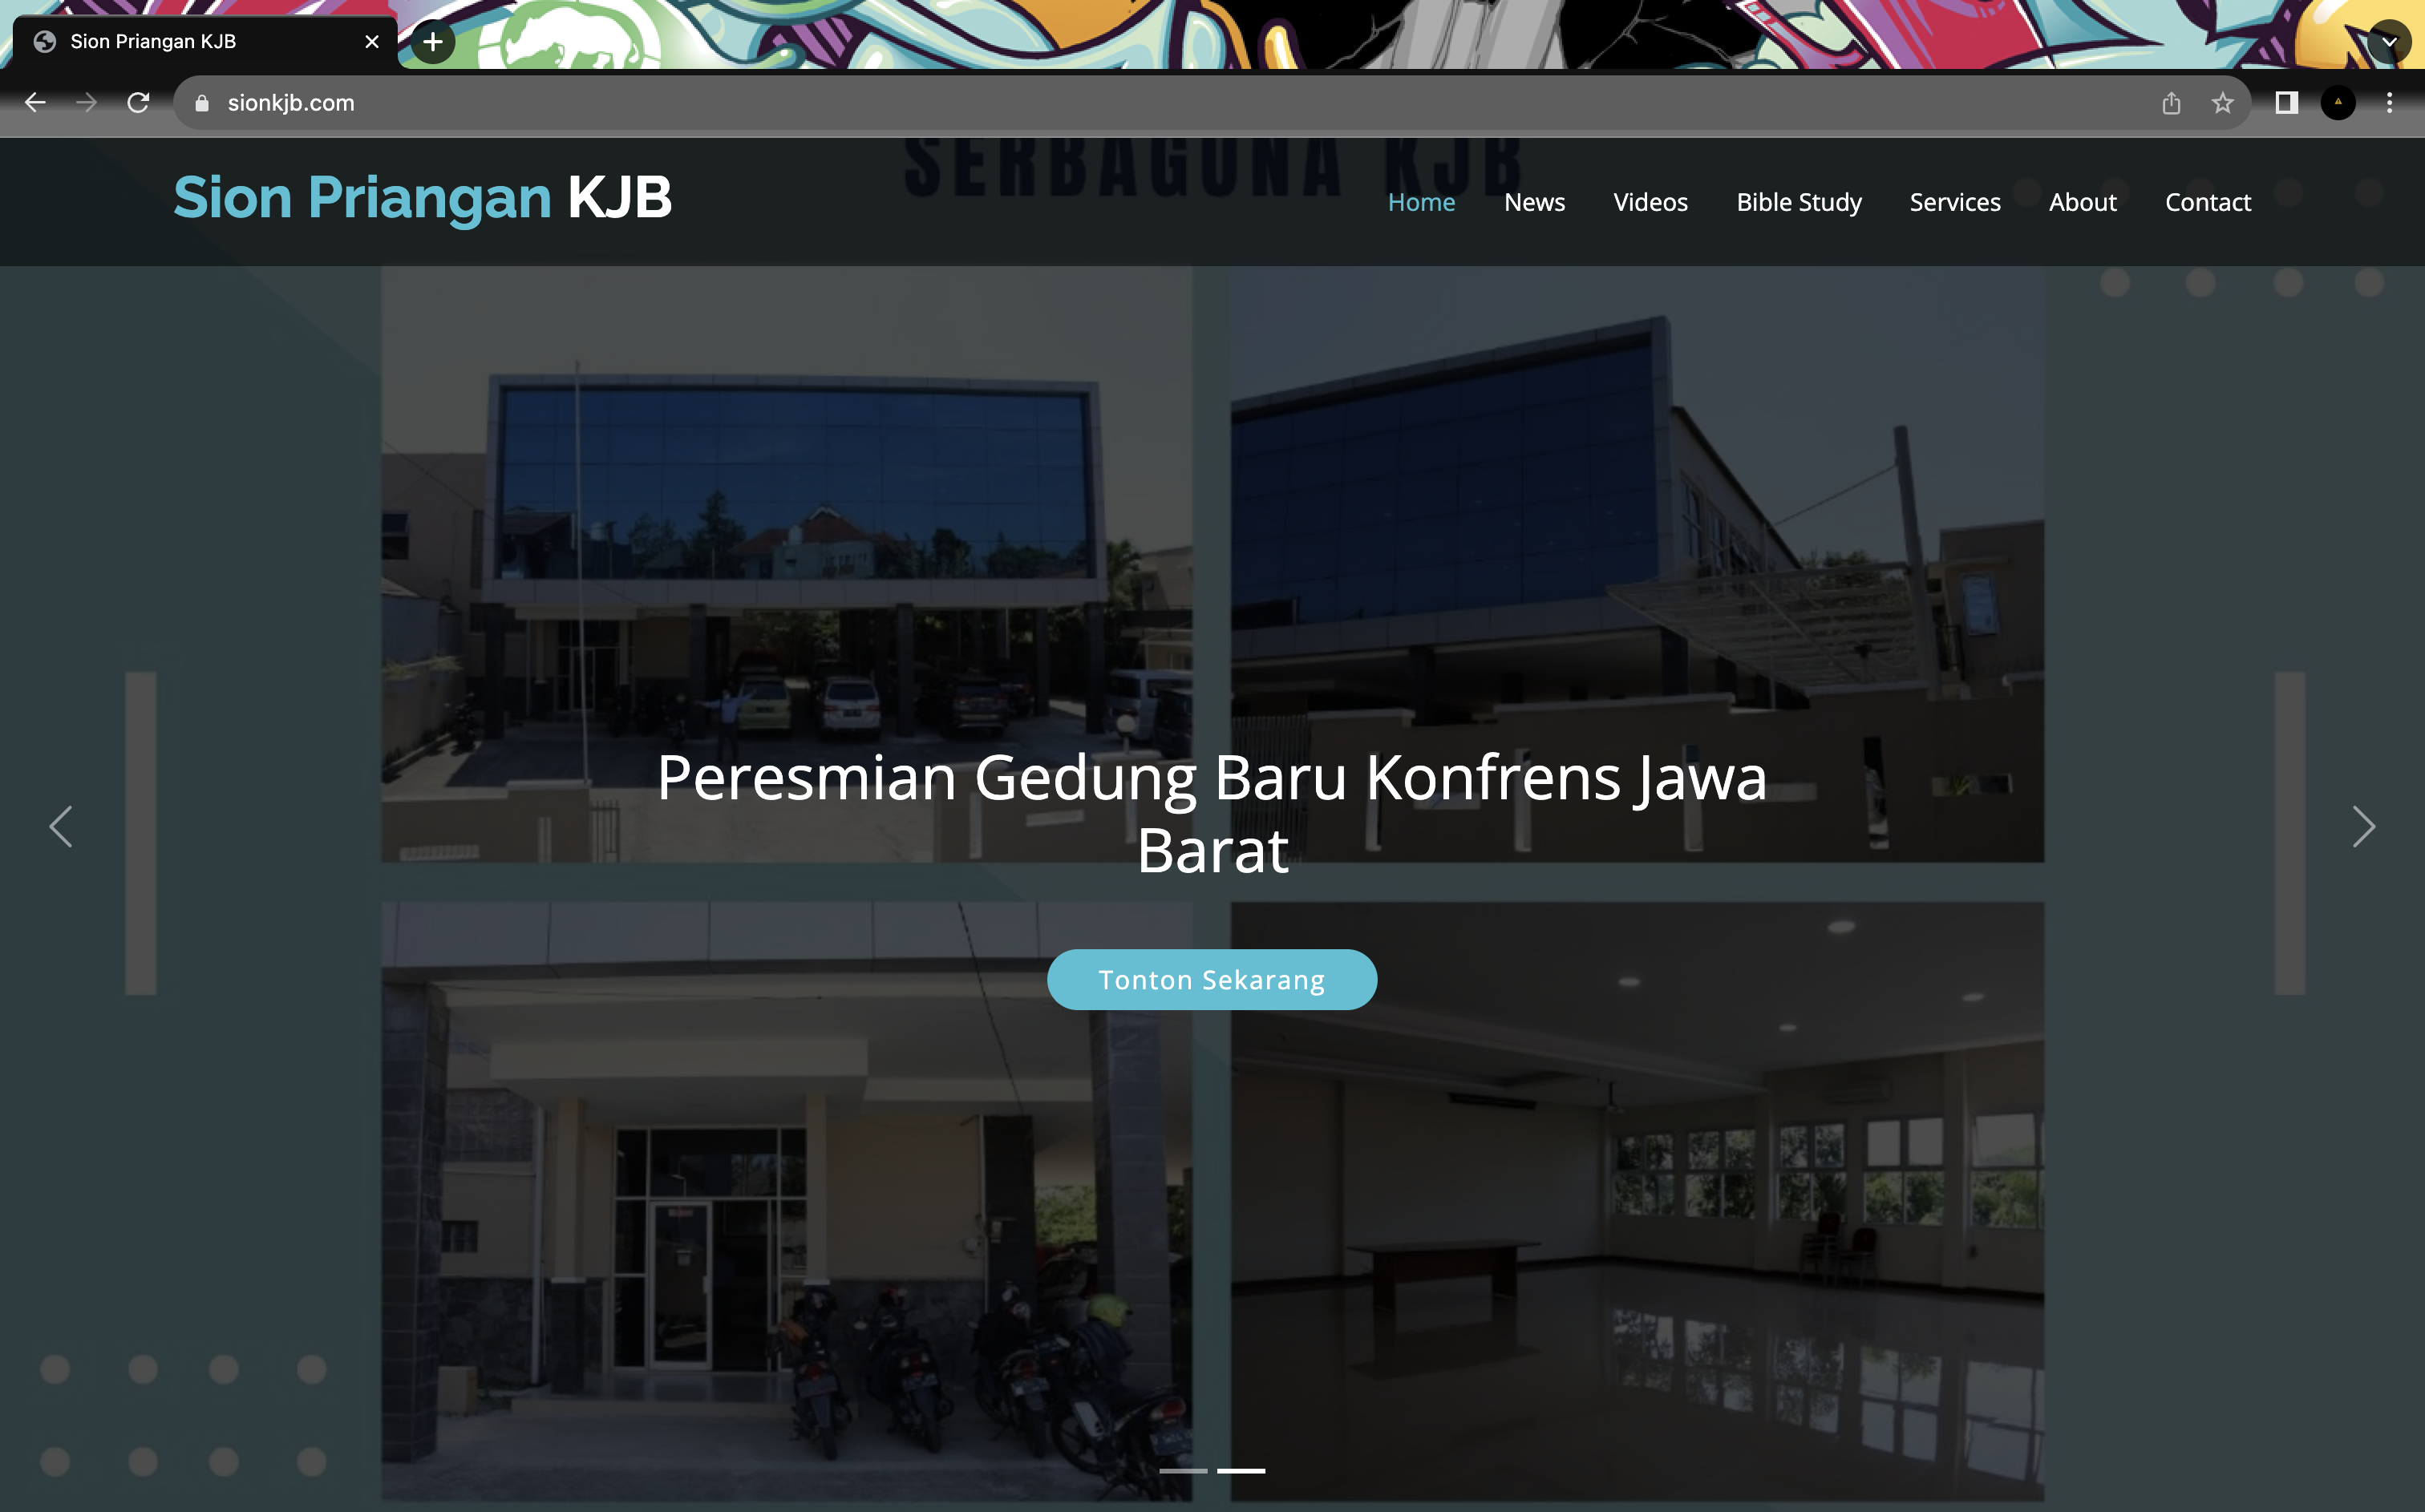 Sion Priangan KJB
sionkjb.com
SERBAGUNA KJB
Sion Priangan KJB
Home News Videos Bible Study Services About Contact
Peresmian Gedung Baru Konfrens Jawa
Barat
Tonton Sekarang